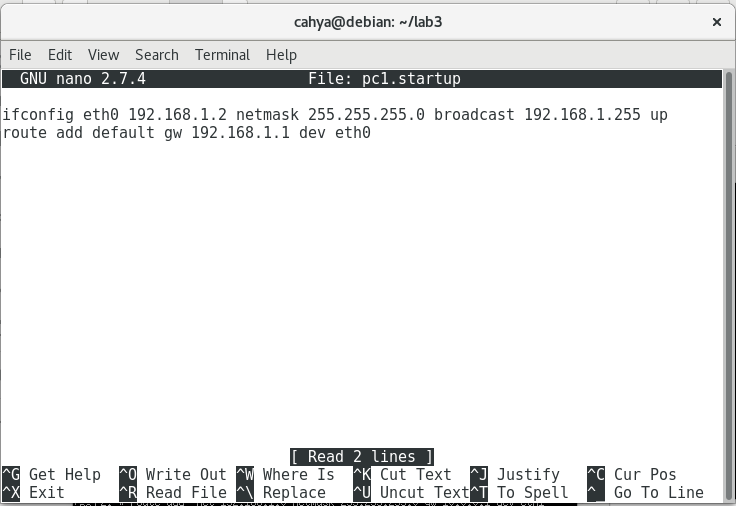 cahya@debian: ~/lab3
File Edit View Search Terminal Help
GNU nano 2.7.4 File: pc1.startup
ifconfig eth0 192.168.1.2 netmask 255.255.255.0 broadcast 192.168.1.255 up
route add default gw 192.168.1.1 dev eth0
[ Read 2 lines ]
^G Get Help ^O Write Out ^W Where Is ^K Cut Text ^J Justify ^C Cur Pos
^X Exit ^R Read File ^\ Replace ^U Uncut Text ^T To Spell ^_ Go To Line